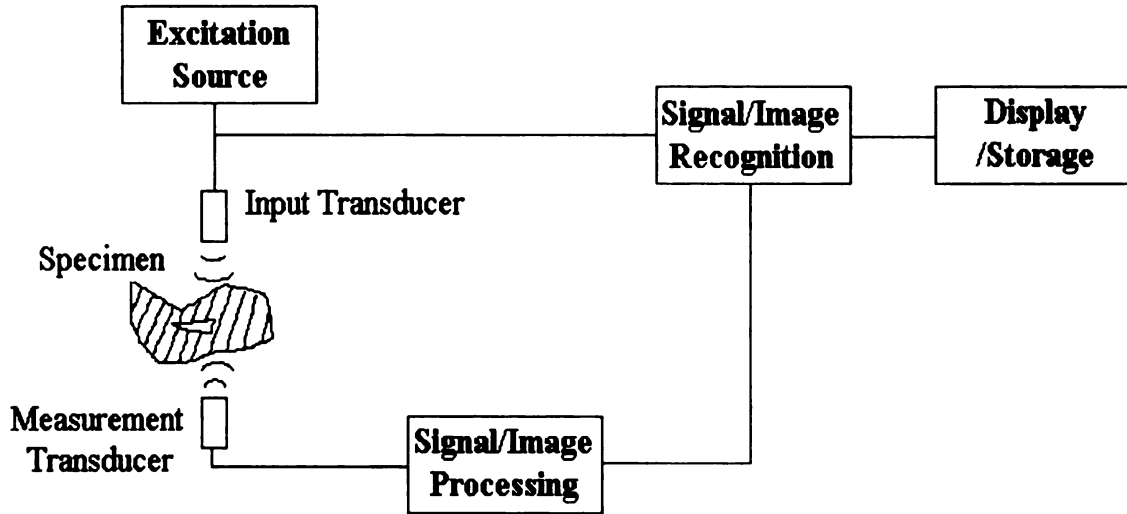 Excitation
Source
Signal/Image
Recognition
Display
/Storage
Input Transducer
Specimen
Measurement
Transducer
Signal/Image
Processing